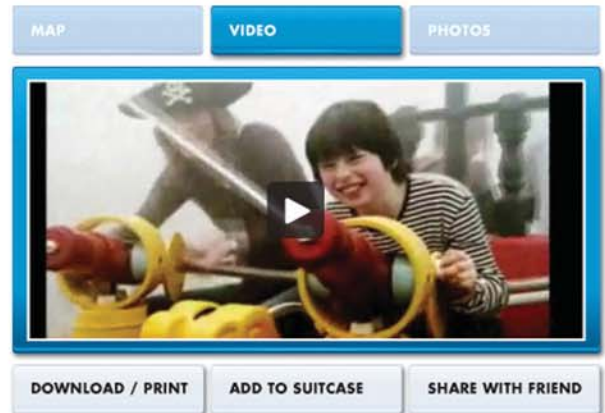 MAP
VIDEO
PHOTOS
DOWNLOAD / PRINT
ADD TO SUITCASE
SHARE WITH FRIEND